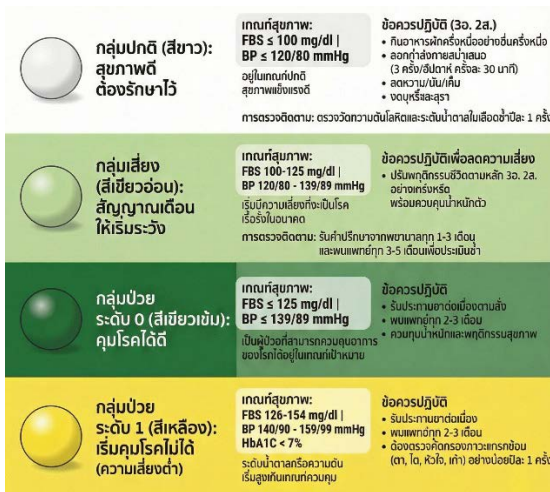 กลุ่มปกติ (สีขาว):
สุขภาพดี
ต้องรักษาไว้
เกณฑ์สุขภาพ:
FBS ≤ 100 mg/dl |
BP ≤ 120/80 mmHg
อยู่ในเกณฑ์ปกติ
สุขภาพแข็งแรงดี
ข้อควรปฏิบัติ (3อ. 2ส.)
• กินอาหารผักครึ่งหนึ่งอย่างอื่นครึ่งหนึ่ง
• ออกกำลังกายสม่ำเสมอ
(3 ครั้ง/สัปดาห์ ครั้งละ 30 นาที)
• ลดหวาน/มัน/เค็ม
• งดบุหรี่และสุรา
การตรวจติดตาม: ตรวจวัดความดันโลหิตและระดับน้ำตาลในเลือดซ้ำปีละ 1 ครั้ง
กลุ่มเสี่ยง
(สีเขียวอ่อน):
สัญญาณเตือน
ให้เริ่มระวัง
เกณฑ์สุขภาพ:
FBS 100-125 mg/dl |
BP 120/80 - 139/89 mmHg
เริ่มมีความเสี่ยงที่จะเป็นโรค
เรื้อรังในอนาคต
ข้อควรปฏิบัติเพื่อลดความเสี่ยง
• ปรับพฤติกรรมชีวิตตามหลัก 3อ. 2ส.
อย่างเคร่งครัด
พร้อมควบคุมน้ำหนักตัว
การตรวจติดตาม: รับคำปรึกษาจากพยาบาลทุก 1-3 เดือน
และพบแพทย์ทุก 3-5 เดือนเพื่อประเมินซ้ำ
กลุ่มป่วย
ระดับ 0 (สีเขียวเข้ม):
คุมโรคได้ดี
เกณฑ์สุขภาพ:
FBS ≤ 125 mg/dl |
BP ≤ 139/89 mmHg
เป็นผู้ป่วยที่สามารถควบคุมอาการ
ของโรคได้อยู่ในเกณฑ์เป้าหมาย
ข้อควรปฏิบัติ
• รับประทานยาต่อเนื่องตามสั่ง
• พบแพทย์ทุก 2-3 เดือน
• ควบคุมน้ำหนักและพฤติกรรมสุขภาพ
กลุ่มป่วย
ระดับ 1 (สีเหลือง):
เริ่มคุมโรคไม่ได้
(ความเสี่ยงต่ำ)
เกณฑ์สุขภาพ:
FBS 126-154 mg/dl |
BP 140/90 - 159/99 mmHg
HbA1C < 7%
ระดับน้ำตาลหรือความดัน
เริ่มสูงเกินเกณฑ์ควบคุม
ข้อควรปฏิบัติ
• รับประทานยาต่อเนื่อง
• พบแพทย์ทุก 2-3 เดือน
• ต้องตรวจคัดกรองภาวะแทรกซ้อน
(ตา, ไต, หัวใจ, เท้า) อย่างน้อยปีละ 1 ครั้ง